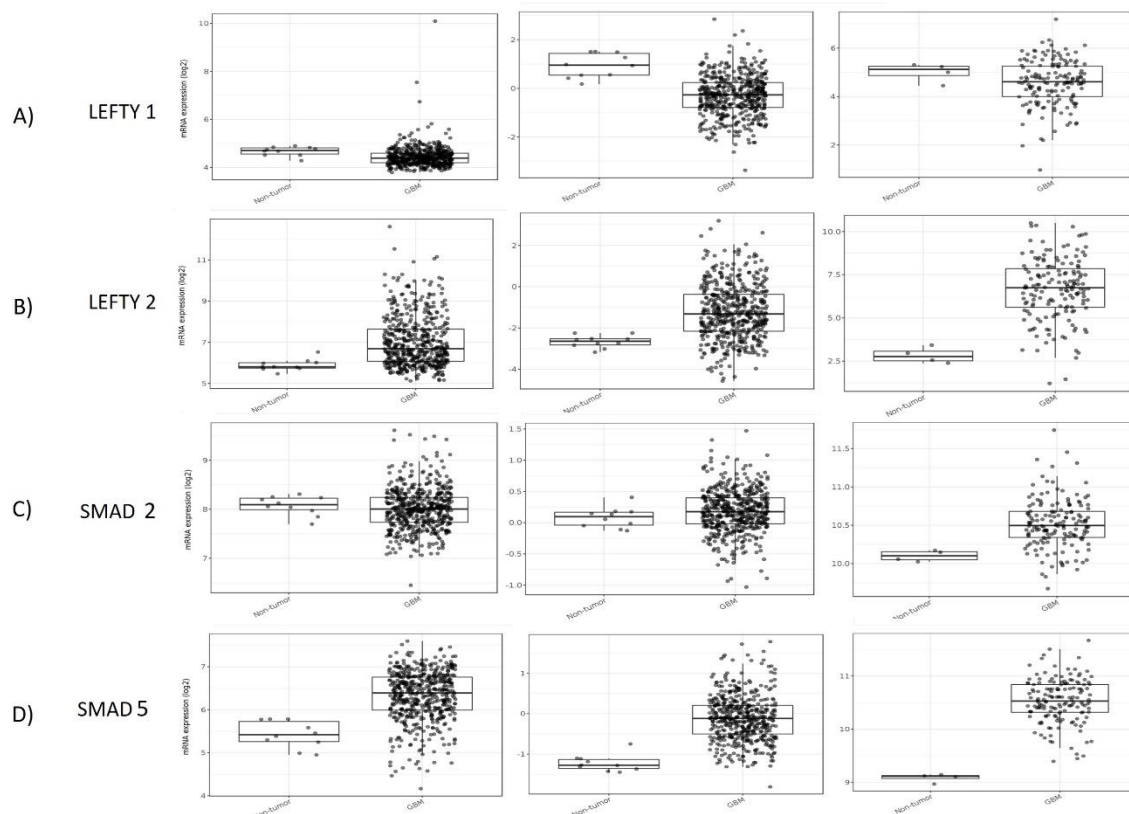 A) LEFTY 1
mRNA expression (log2)
10
8
6
4
Non-tumor
GBM
2
0
-2
Non-tumor
GBM
6
4
2
Non-tumor
GBM
B) LEFTY 2
mRNA expression (log2)
11
9
7
5
Non-tumor
GBM
2
0
-2
-4
Non-tumor
GBM
10.0
7.5
5.0
2.5
Non-tumor
GBM
C) SMAD 2
mRNA expression (log2)
9
8
7
Non-tumor
GBM
1.5
1.0
0.5
0.0
-0.5
-1.0
Non-tumor
GBM
11.5
11.0
10.5
10.0
Non-tumor
GBM
D) SMAD 5
mRNA expression (log2)
7
6
5
4
Non-tumor
GBM
1
0
-1
Non-tumor
GBM
11
10
9
Non-tumor
GBM